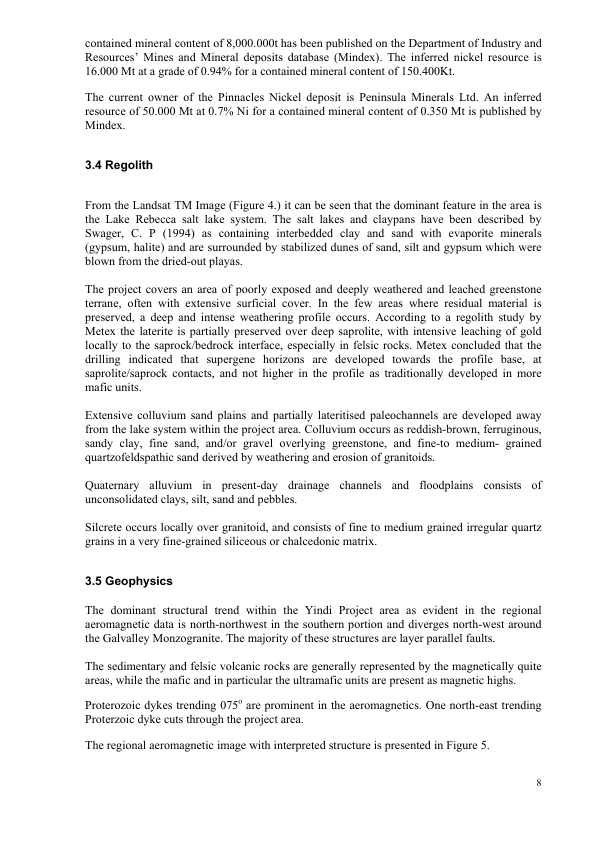 contained mineral content of 8,000.000t has been published on the Department of Industry and
Resources’ Mines and Mineral deposits database (Mindex). The inferred nickel resource is
16.000 Mt at a grade of 0.94% for a contained mineral content of 150.400Kt.
The current owner of the Pinnacles Nickel deposit is Peninsula Minerals Ltd. An inferred
resource of 50.000 Mt at 0.7% Ni for a contained mineral content of 0.350 Mt is published by
Mindex.
3.4 Regolith
From the Landsat TM Image (Figure 4.) it can be seen that the dominant feature in the area is
the Lake Rebecca salt lake system. The salt lakes and claypans have been described by
Swager, C. P (1994) as containing interbedded clay and sand with evaporite minerals
(gypsum, halite) and are surrounded by stabilized dunes of sand, silt and gypsum which were
blown from the dried-out playas.
The project covers an area of poorly exposed and deeply weathered and leached greenstone
terrane, often with extensive surficial cover. In the few areas where residual material is
preserved, a deep and intense weathering profile occurs. According to a regolith study by
Metex the laterite is partially preserved over deep saprolite, with intensive leaching of gold
locally to the saprock/bedrock interface, especially in felsic rocks. Metex concluded that the
drilling indicated that supergene horizons are developed towards the profile base, at
saprolite/saprock contacts, and not higher in the profile as traditionally developed in more
mafic units.
Extensive colluvium sand plains and partially lateritised paleochannels are developed away
from the lake system within the project area. Colluvium occurs as reddish-brown, ferruginous,
sandy clay, fine sand, and/or gravel overlying greenstone, and fine-to medium- grained
quartzofeldspathic sand derived by weathering and erosion of granitoids.
Quaternary alluvium in present-day drainage channels and floodplains consists of
unconsolidated clays, silt, sand and pebbles.
Silcrete occurs locally over granitoid, and consists of fine to medium grained irregular quartz
grains in a very fine-grained siliceous or chalcedonic matrix.
3.5 Geophysics
The dominant structural trend within the Yindi Project area as evident in the regional
aeromagnetic data is north-northwest in the southern portion and diverges north-west around
the Galvalley Monzogranite. The majority of these structures are layer parallel faults.
The sedimentary and felsic volcanic rocks are generally represented by the magnetically quite
areas, while the mafic and in particular the ultramafic units are present as magnetic highs.
Proterozoic dykes trending 075° are prominent in the aeromagnetics. One north-east trending
Proterzoic dyke cuts through the project area.
The regional aeromagnetic image with interpreted structure is presented in Figure 5.
8